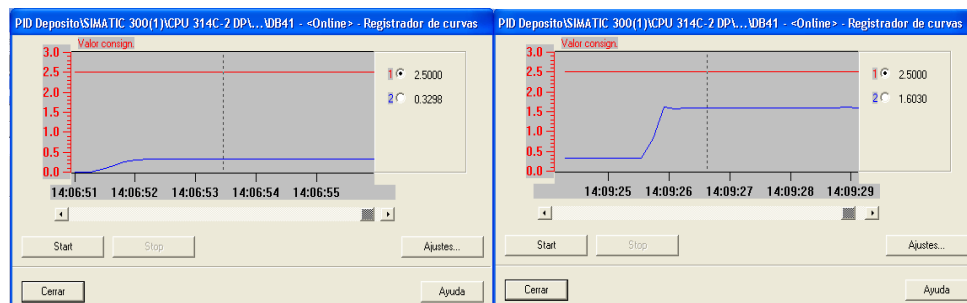 PID Deposito\SIMATIC 300(1)\CPU 314C-2 DP\...\DB41 - <Online> - Registrador de curvas
Valor consign.
3.0
2.5
2.0
1.5
1.0
0.5
0.0
1 2.5000
2 0.3298
14:06:51 14:06:52 14:06:53 14:06:54 14:06:55
Start Stop Ajustes...
Cerrar Ayuda
PID Deposito\SIMATIC 300(1)\CPU 314C-2 DP\...\DB41 - <Online> - Registrador de curvas
Valor consign.
3.0
2.5
2.0
1.5
1.0
0.5
0.0
1 2.5000
2 1.6030
14:09:25 14:09:26 14:09:27 14:09:28 14:09:29
Start Stop Ajustes...
Cerrar Ayuda